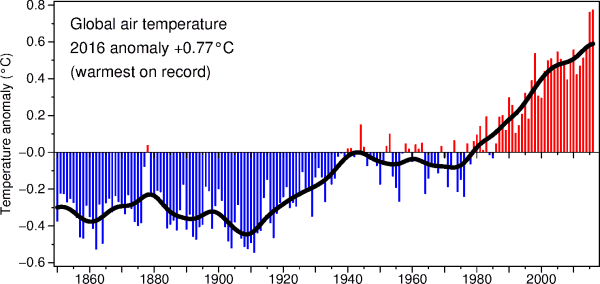 Global air temperature
2016 anomaly +0.77°C
(warmest on record)
Temperature anomaly (°C)
0.8
0.6
0.4
0.2
−0.0
−0.2
−0.4
−0.6
1860 1880 1900 1920 1940 1960 1980 2000